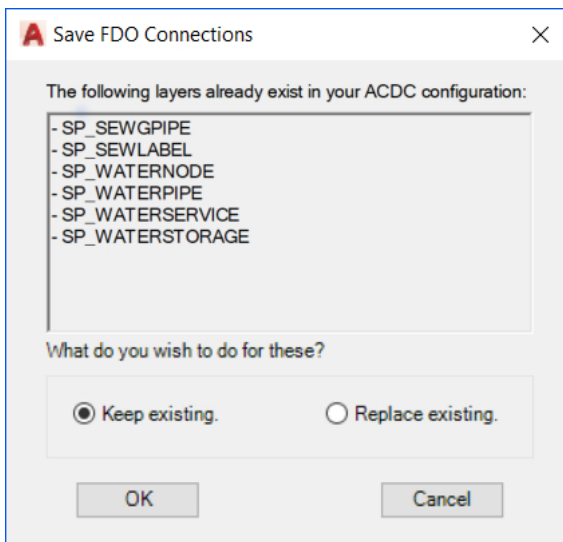 Save FDO Connections
The following layers already exist in your ACDC configuration:
- SP_SEWGPIPE
- SP_SEWLABEL
- SP_WATERNODE
- SP_WATERPIPE
- SP_WATERSERVICE
- SP_WATERSTORAGE
What do you wish to do for these?
Keep existing. Replace existing.
OK Cancel